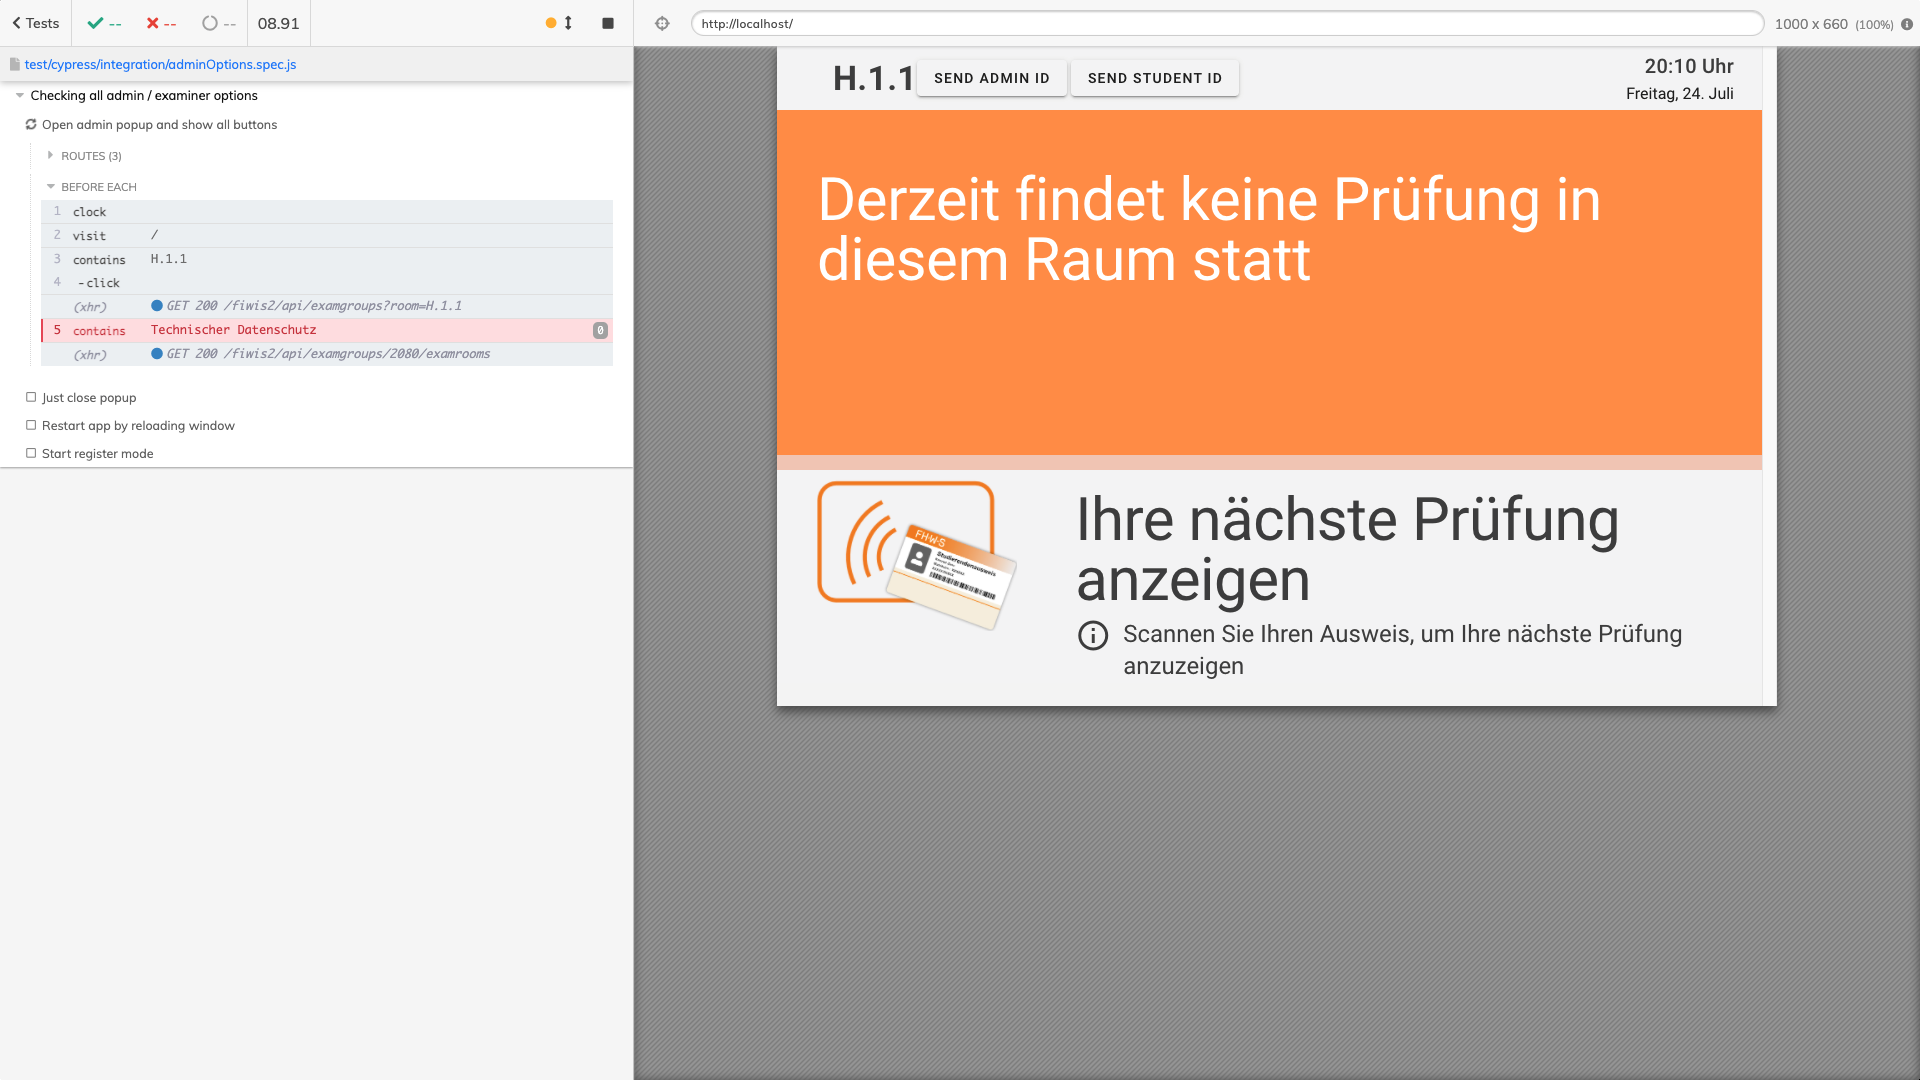 Tests
--
--
--
08.91
http://localhost/
1000 x 660 (100%)
test/cypress/integration/adminOptions.spec.js
Checking all admin / examiner options
Open admin popup and show all buttons
ROUTES (3)
BEFORE EACH
1 clock
2 visit /
3 contains H.1.1
4 -click
(xhr) GET 200 /fiwis2/api/examgroups?room=H.1.1
5 contains Technischer Datenschutz 0
(xhr) GET 200 /fiwis2/api/examgroups/2080/examrooms
Just close popup
Restart app by reloading window
Start register mode
H.1.1
SEND ADMIN ID
SEND STUDENT ID
20:10 Uhr
Freitag, 24. Juli
Derzeit findet keine Prüfung in
diesem Raum statt
FH-W-S
Studierendenausweis
Ihre nächste Prüfung
anzeigen
Scannen Sie Ihren Ausweis, um Ihre nächste Prüfung
anzuzeigen